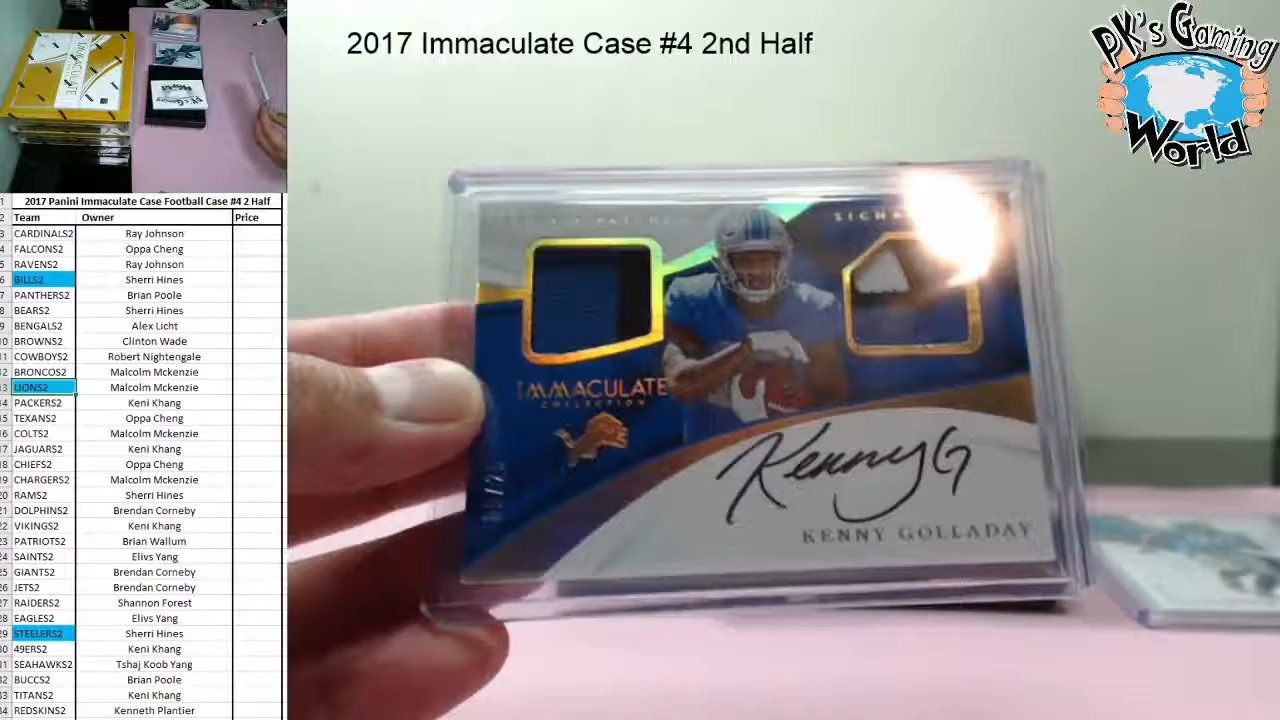 2017 Immaculate Case #4 2nd Half
PK's Gaming
World
IMMACULATE
2017 Panini Immaculate Case Football Case #4 2 Half
Team Owner Price
CARDINALS2 Ray Johnson
FALCONS2 Oppa Cheng
RAVENS2 Ray Johnson
BILLS2 Sherri Hines
PANTHERS2 Brian Poole
BEARS2 Sherri Hines
BENGALS2 Alex Licht
BROWNS2 Clinton Wade
COWBOYS2 Robert Nightengale
BRONCOS2 Malcolm Mckenzie
LIONS2 Malcolm Mckenzie
PACKERS2 Keni Khang
TEXANS2 Oppa Cheng
COLTS2 Malcolm Mckenzie
JAGUARS2 Keni Khang
CHIEFS2 Oppa Cheng
CHARGERS2 Malcolm Mckenzie
RAMS2 Sherri Hines
DOLPHINS2 Brendan Corneby
VIKINGS2 Keni Khang
PATRIOTS2 Brian Wallum
SAINTS2 Elivs Yang
GIANTS2 Brendan Corneby
JETS2 Brendan Corneby
RAIDERS2 Shannon Forest
EAGLES2 Elivs Yang
STEELERS2 Sherri Hines
49ERS2 Keni Khang
SEAHAWKS2 Tshaj Koob Yang
BUCCS2 Brian Poole
TITANS2 Keni Khang
REDSKINS2 Kenneth Plantier
IMMACULATE
COLLECTION
Kenny G
KENNY GOLLADAY